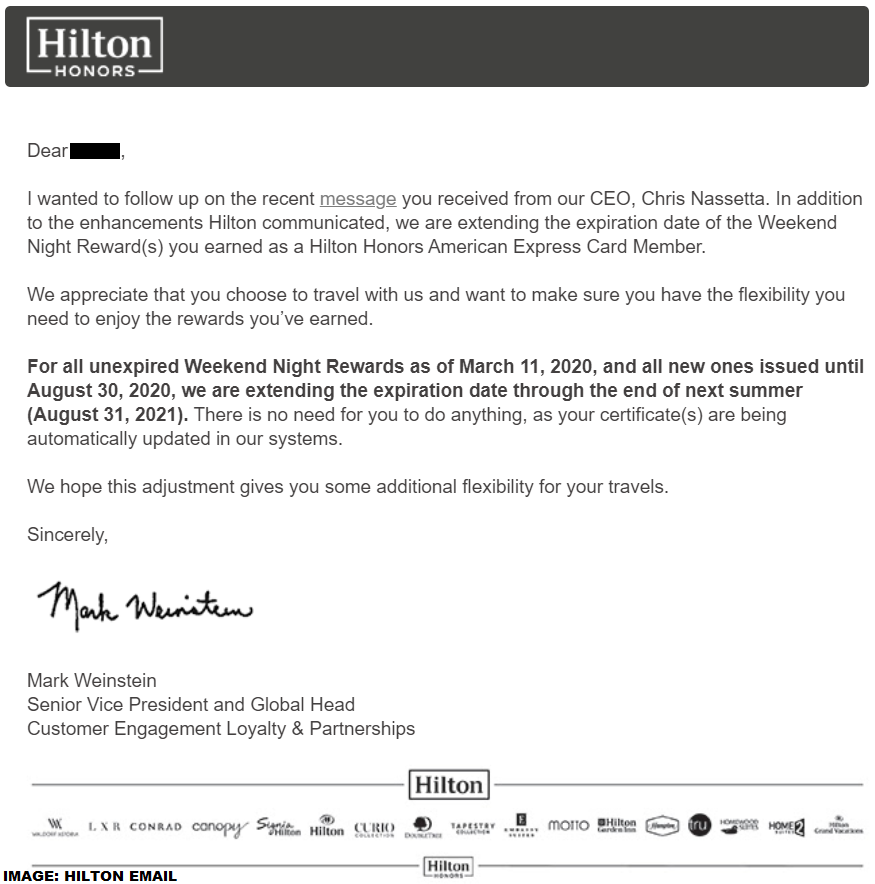 Hilton
HONORS
Dear ,
I wanted to follow up on the recent message you received from our CEO, Chris Nassetta. In addition
to the enhancements Hilton communicated, we are extending the expiration date of the Weekend
Night Reward(s) you earned as a Hilton Honors American Express Card Member.
We appreciate that you choose to travel with us and want to make sure you have the flexibility you
need to enjoy the rewards you’ve earned.
For all unexpired Weekend Night Rewards as of March 11, 2020, and all new ones issued until
August 30, 2020, we are extending the expiration date through the end of next summer
(August 31, 2021). There is no need for you to do anything, as your certificate(s) are being
automatically updated in our systems.
We hope this adjustment gives you some additional flexibility for your travels.
Sincerely,
Mark Weinstein
Mark Weinstein
Senior Vice President and Global Head
Customer Engagement Loyalty & Partnerships
Hilton
WALDORF ASTORIA LXR CONRAD canopy Signia Hilton Hilton CURIO COLLECTION DOUBLETREE TAPESTRY COLLECTION EMBASSY SUITES MOTTO Hilton Garden Inn Hampton tru HOMEWOOD SUITES HOME2 SUITES Hilton Grand Vacations
Hilton
HONORS
IMAGE: HILTON EMAIL